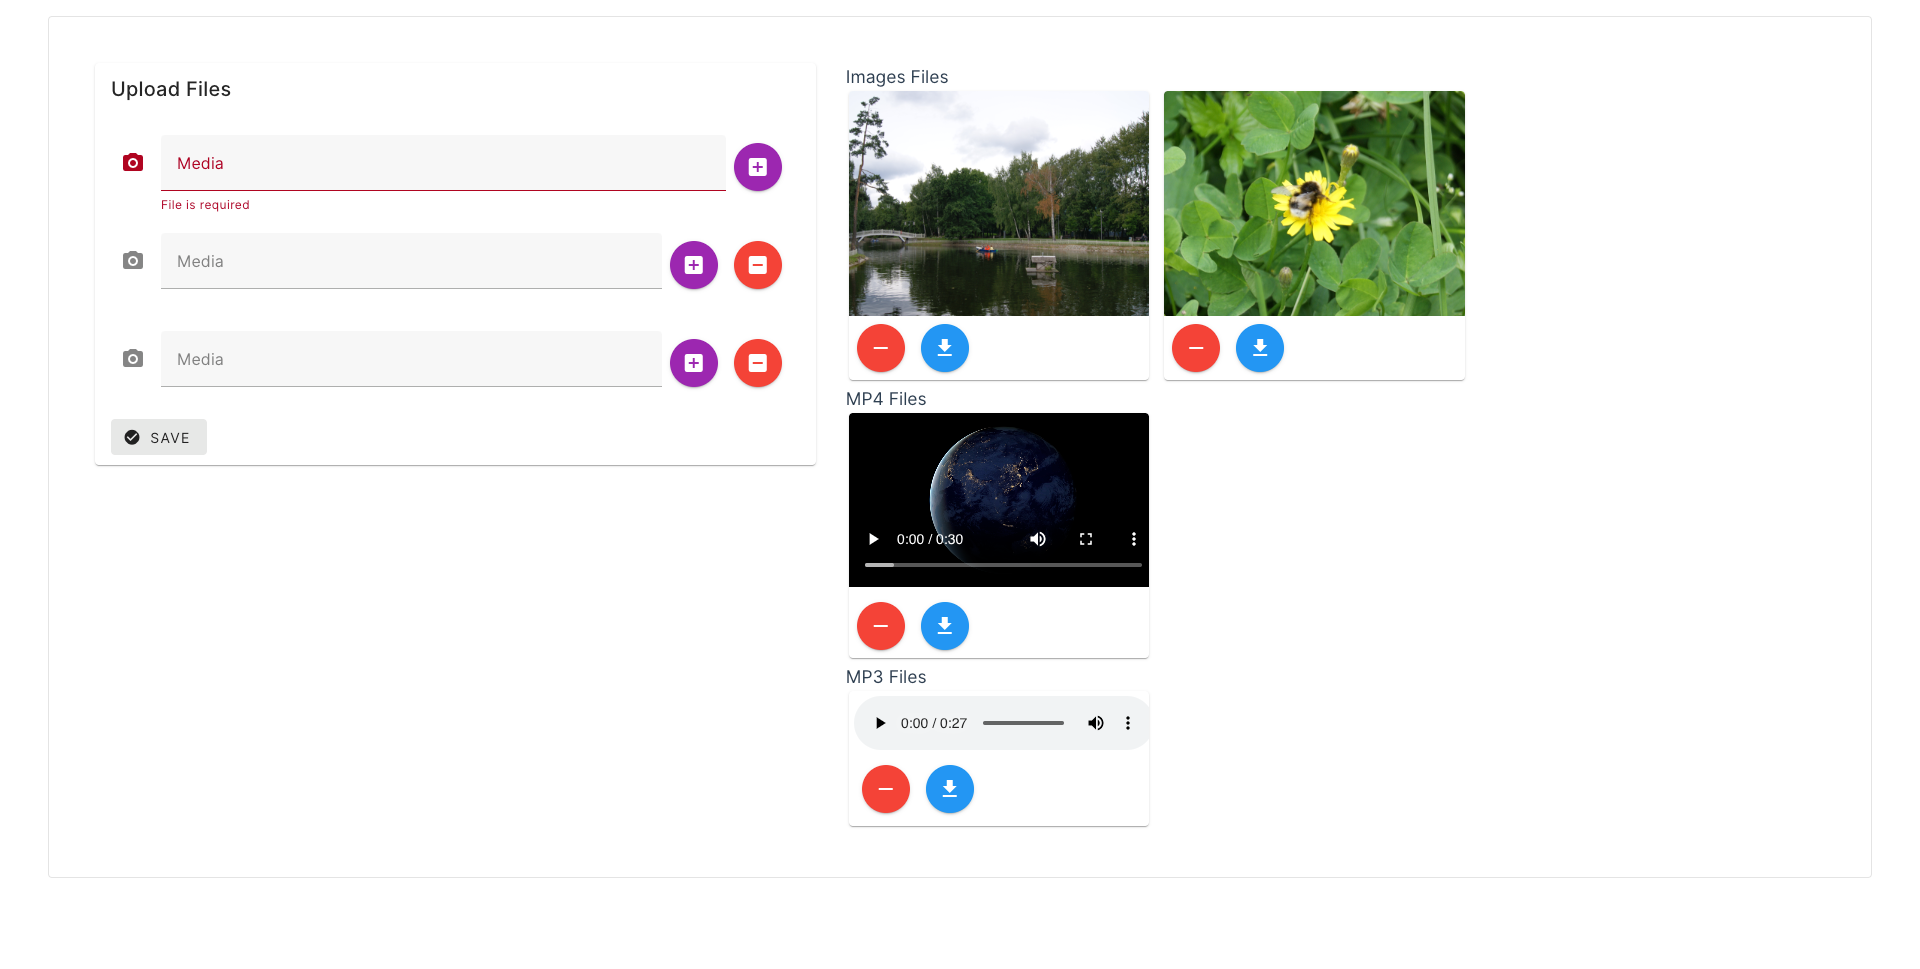 Upload Files
Media
File is required
Media
Media
SAVE
Images Files
MP4 Files
0:00 / 0:30
MP3 Files
0:00 / 0:27